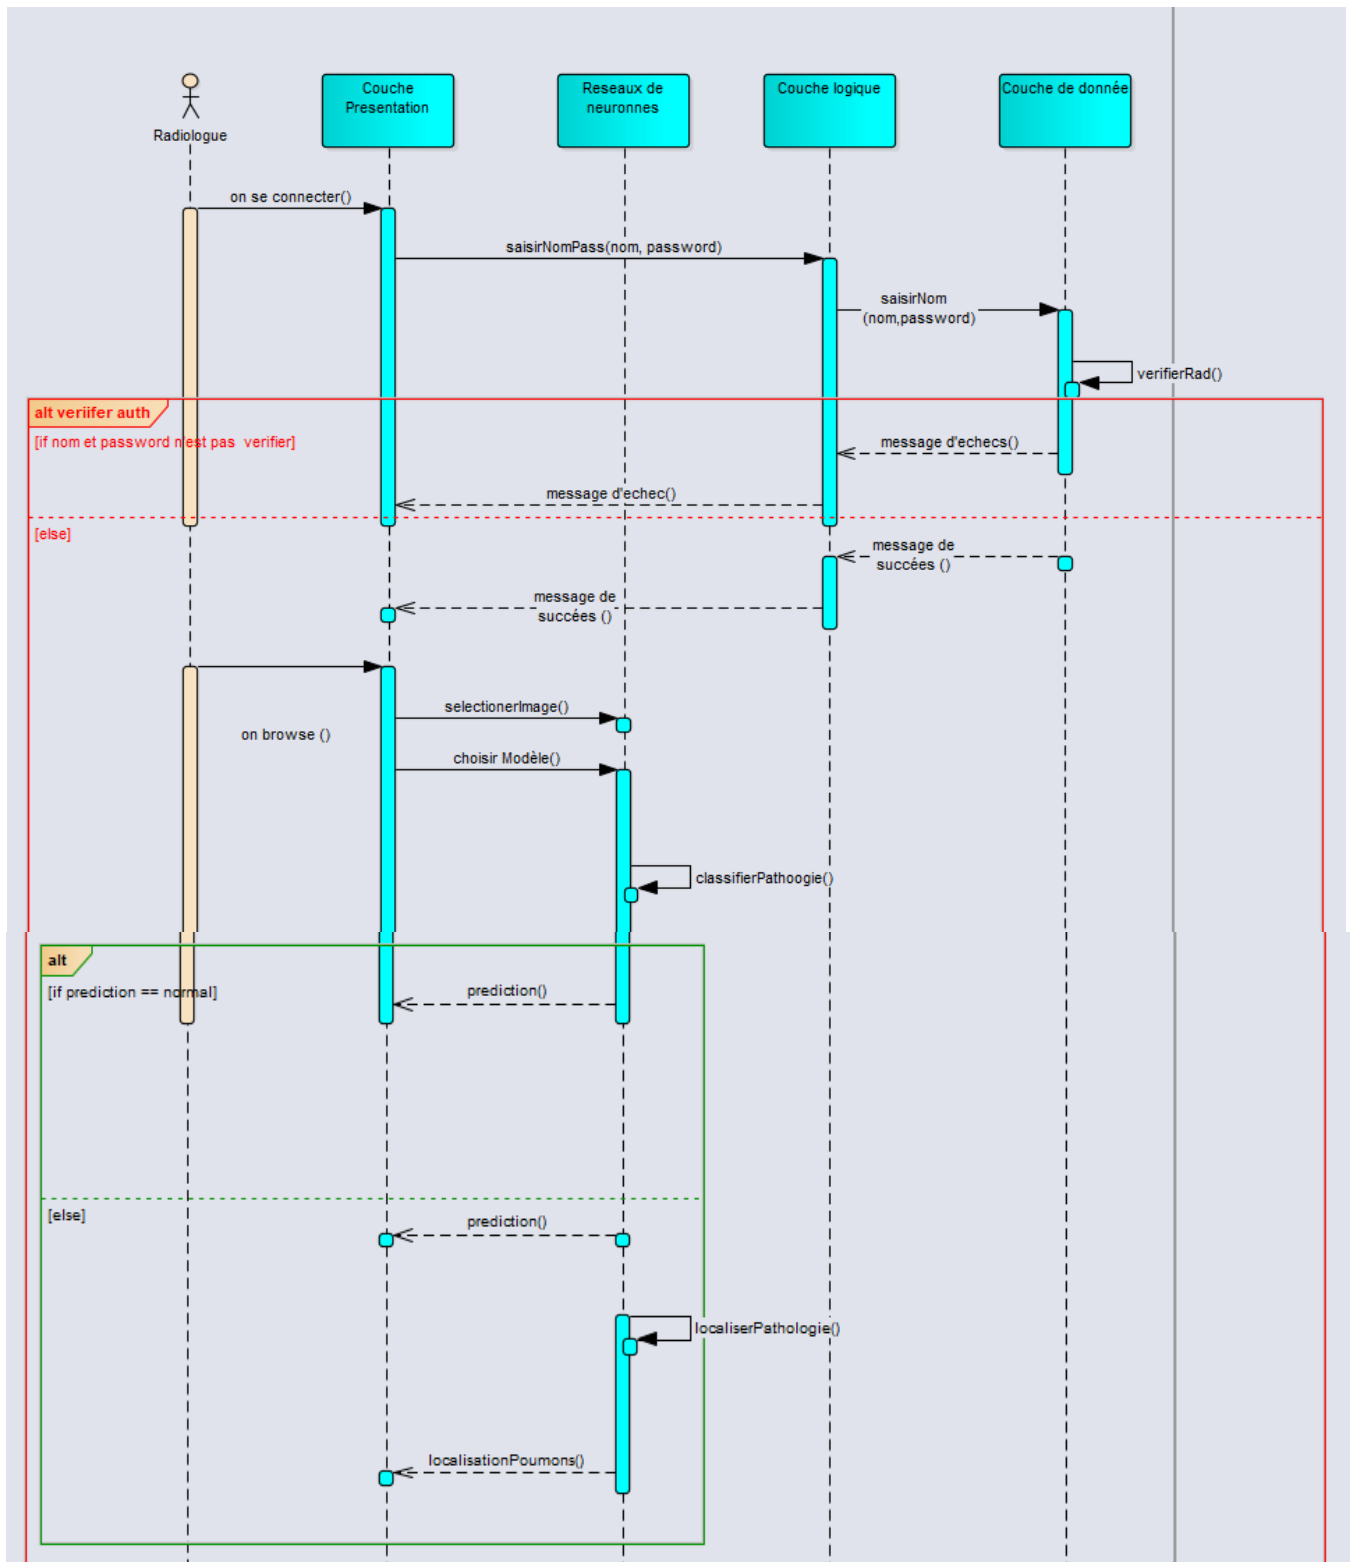 Radiologue
Couche
Presentation
Reseaux de
neuronnes
Couche logique
Couche de donnée
on se connecter()
saisirNomPass(nom, password)
saisirNom
(nom,password)
verifierRad()
alt veriifer auth
[if nom et password n'est pas verifier]
message d'echecs()
message d'echec()
[else]
message de
succées ()
message de
succées ()
selectionerImage()
on browse ()
choisir Modèle()
classifierPathoogie()
alt
[if prediction == normal]
prediction()
[else]
prediction()
localiserPathologie()
localisationPoumons()